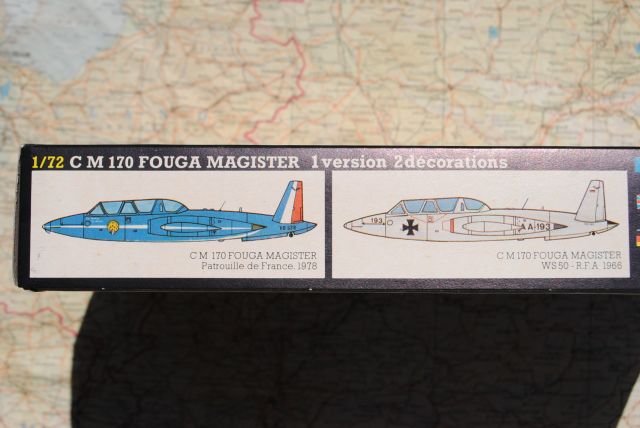 1/72 C M 170 FOUGA MAGISTER 1 version 2 décorations
C M 170 FOUGA MAGISTER
Patrouille de France. 1978
193
A A-193
C M 170 FOUGA MAGISTER
WS 50 - R.F.A. 1966